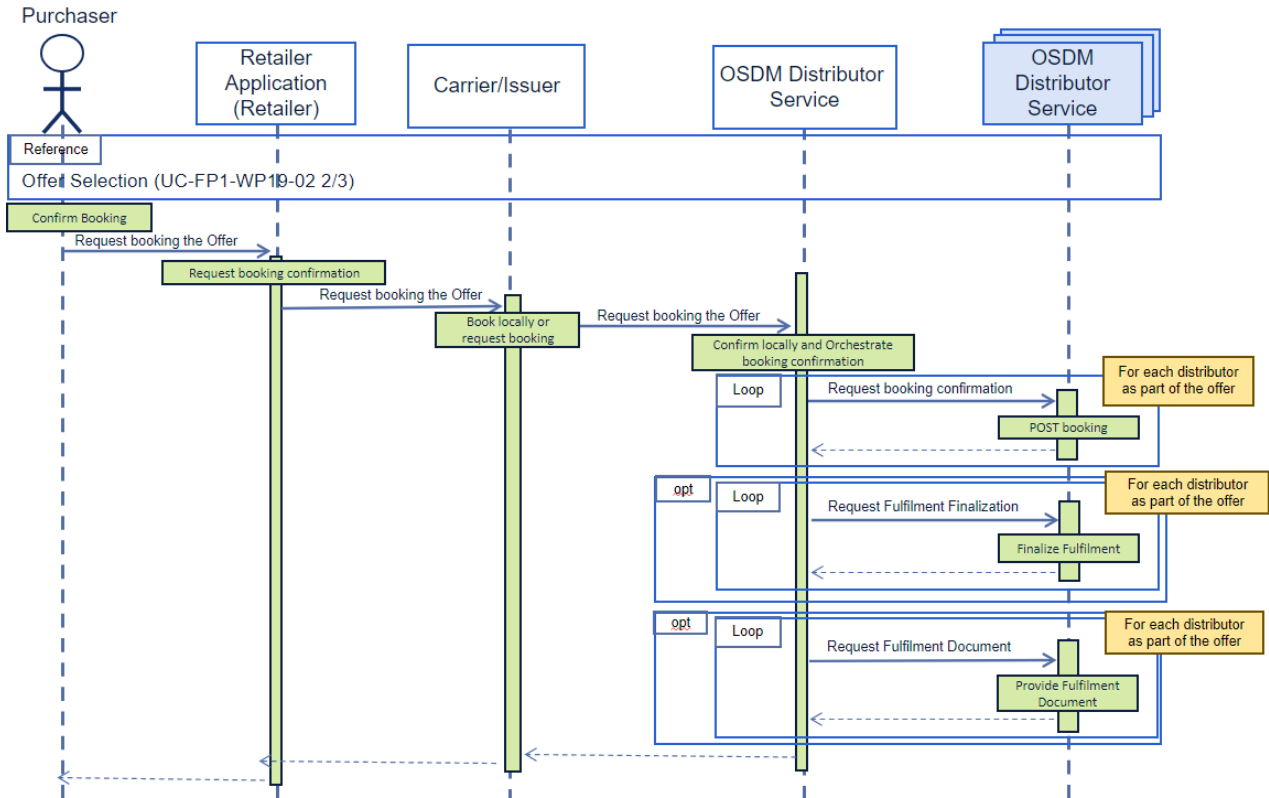 Purchaser
Retailer
Application
(Retailer)
Carrier/Issuer
OSDM Distributor
Service
OSDM
Distributor
Service
Reference
Offer Selection (UC-FP1-WP19-02 2/3)
Confirm Booking
Request booking the Offer
Request booking confirmation
Request booking the Offer
Book locally or
request booking
Request booking the Offer
Confirm locally and Orchestrate
booking confirmation
For each distributor
as part of the offer
Loop
Request booking confirmation
POST booking
For each distributor
as part of the offer
opt
Loop
Request Fulfilment Finalization
Finalize Fulfilment
For each distributor
as part of the offer
opt
Loop
Request Fulfilment Document
Provide Fulfilment
Document